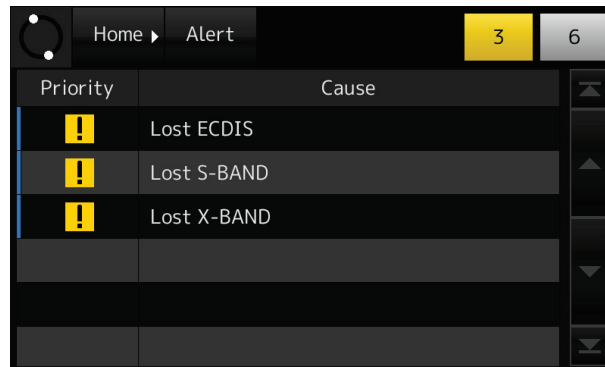 Home Alert 3 6
Priority Cause
! Lost ECDIS
! Lost S-BAND
! Lost X-BAND